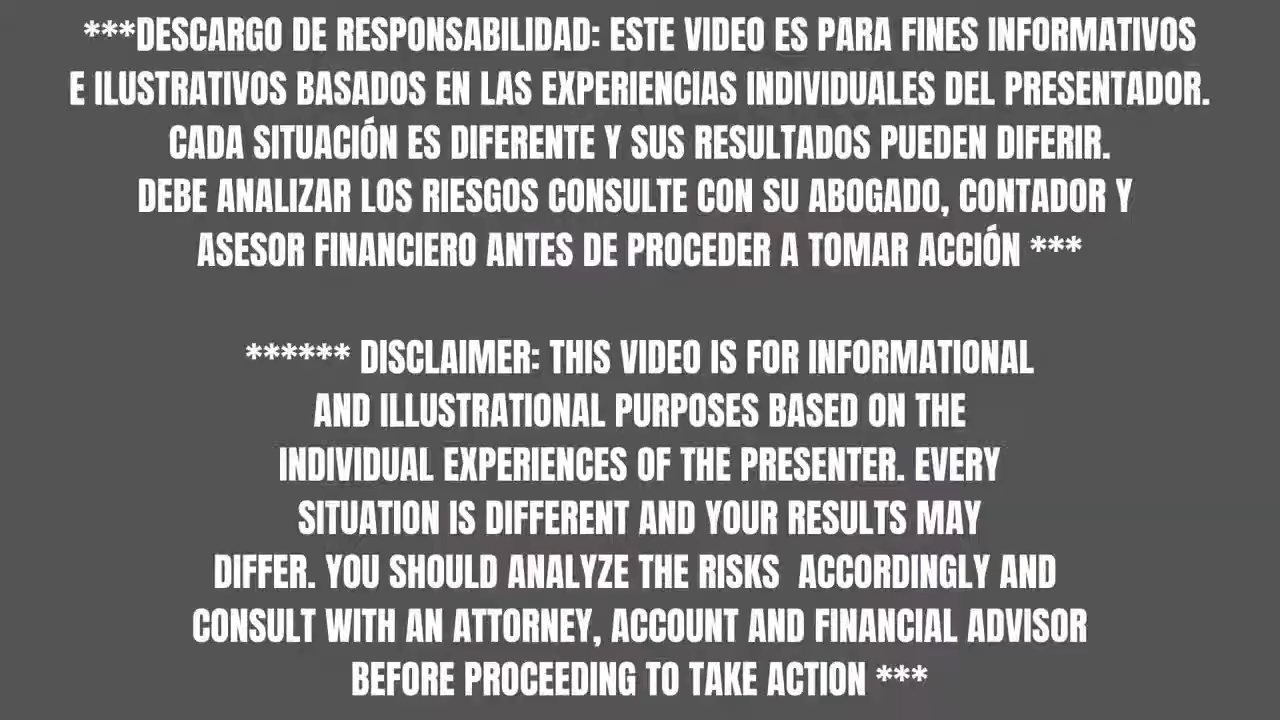 ***DESCARGO DE RESPONSABILIDAD: ESTE VIDEO ES PARA FINES INFORMATIVOS
E ILUSTRATIVOS BASADOS EN LAS EXPERIENCIAS INDIVIDUALES DEL PRESENTADOR.
CADA SITUACIÓN ES DIFERENTE Y SUS RESULTADOS PUEDEN DIFERIR.
DEBE ANALIZAR LOS RIESGOS CONSULTE CON SU ABOGADO, CONTADOR Y
ASESOR FINANCIERO ANTES DE PROCEDER A TOMAR ACCIÓN ***
****** DISCLAIMER: THIS VIDEO IS FOR INFORMATIONAL
AND ILLUSTRATIONAL PURPOSES BASED ON THE
INDIVIDUAL EXPERIENCES OF THE PRESENTER. EVERY
SITUATION IS DIFFERENT AND YOUR RESULTS MAY
DIFFER. YOU SHOULD ANALYZE THE RISKS  ACCORDINGLY AND
CONSULT WITH AN ATTORNEY, ACCOUNT AND FINANCIAL ADVISOR
BEFORE PROCEEDING TO TAKE ACTION ***